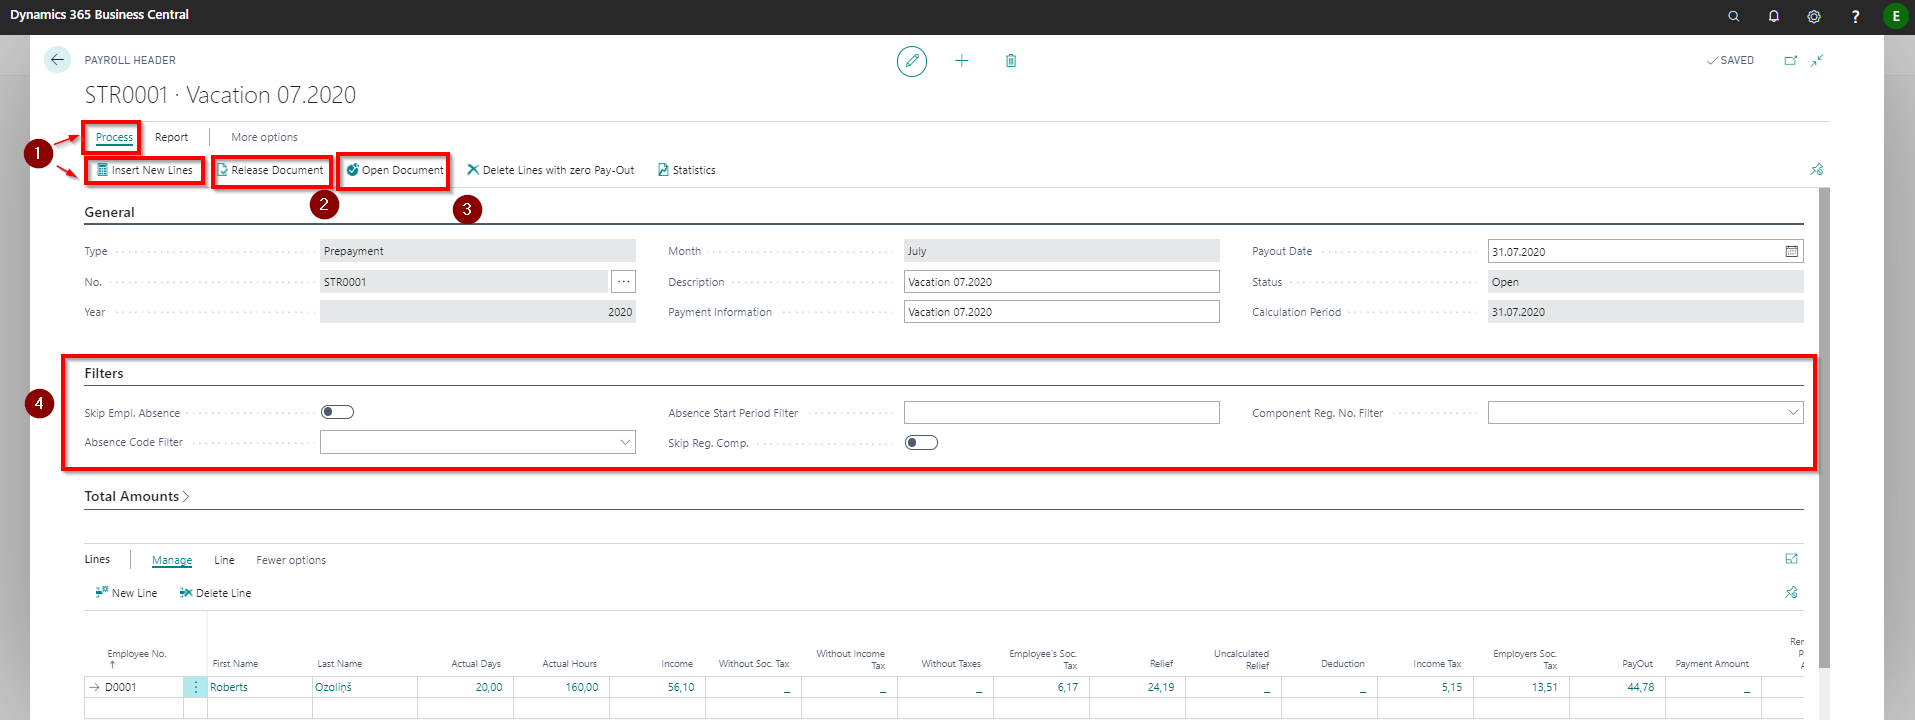 Dynamics 365 Business Central
? E
PAYROLL HEADER
SAVED
STR0001 · Vacation 07.2020
Process Report More options
1
Insert New Lines Release Document Open Document Delete Lines with zero Pay-Out Statistics
2 3
General
Type Prepayment Month July Payout Date 31.07.2020
No. STR0001 ... Description Vacation 07.2020 Status Open
Year 2020 Payment Information Vacation 07.2020 Calculation Period 31.07.2020
Filters
4
Skip Empl. Absence Absence Start Period Filter Component Reg. No. Filter
Absence Code Filter Skip Reg. Comp.
Total Amounts
Lines Manage Line Fewer options
New Line Delete Line
Employee No. First Name Last Name Actual Days Actual Hours Income Without Soc. Tax Without Income Tax Without Taxes Employee's Soc. Tax Relief Uncalculated Relief Deduction Income Tax Employers Soc. Tax PayOut Payment Amount
D0001 Roberts Ozoliņš 20,00 160,00 56,10 _ _ _ 6,17 24,19 _ _ 5,15 13,51 44,78 _